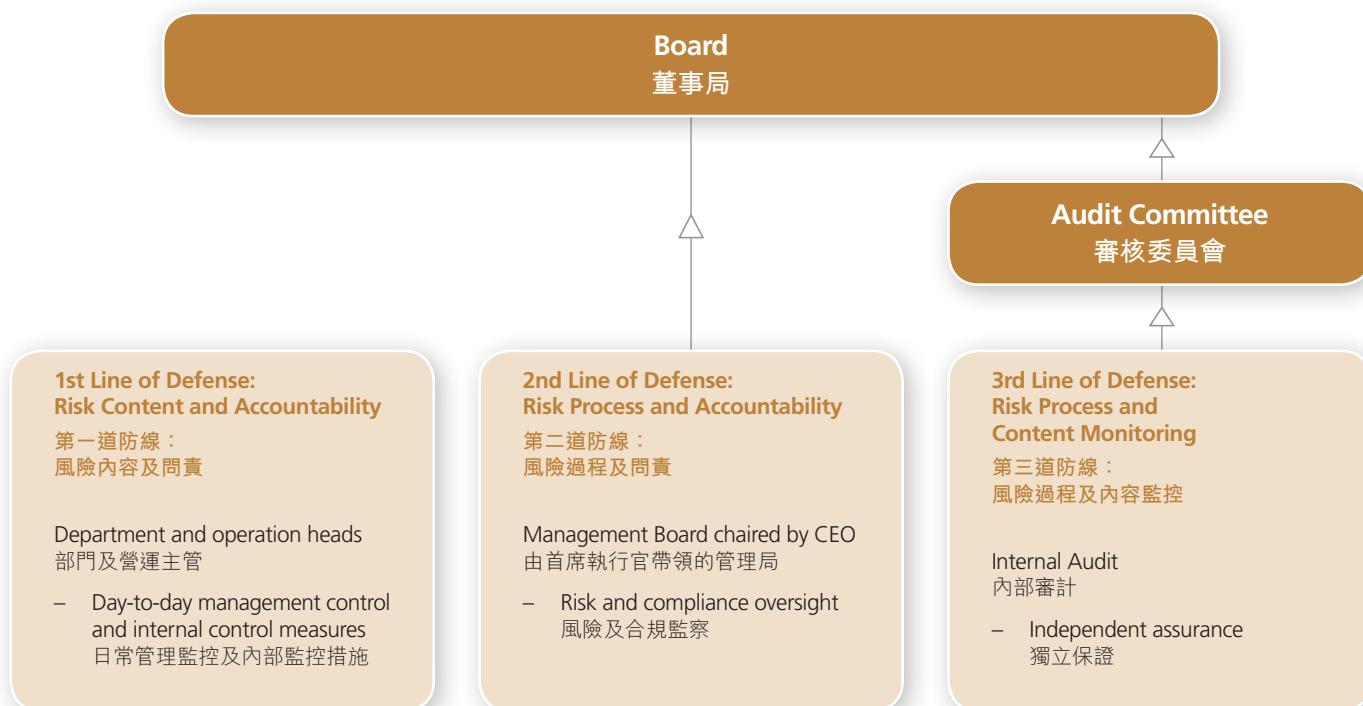 Board
董事局
Audit Committee
審核委員會
1st Line of Defense:
Risk Content and Accountability
第一道防線：
風險內容及問責
Department and operation heads
部門及營運主管
– Day-to-day management control
and internal control measures
日常管理監控及內部監控措施
2nd Line of Defense:
Risk Process and Accountability
第二道防線：
風險過程及問責
Management Board chaired by CEO
由首席執行官帶領的管理局
– Risk and compliance oversight
風險及合規監察
3rd Line of Defense:
Risk Process and
Content Monitoring
第三道防線：
風險過程及內容監控
Internal Audit
內部審計
– Independent assurance
獨立保證